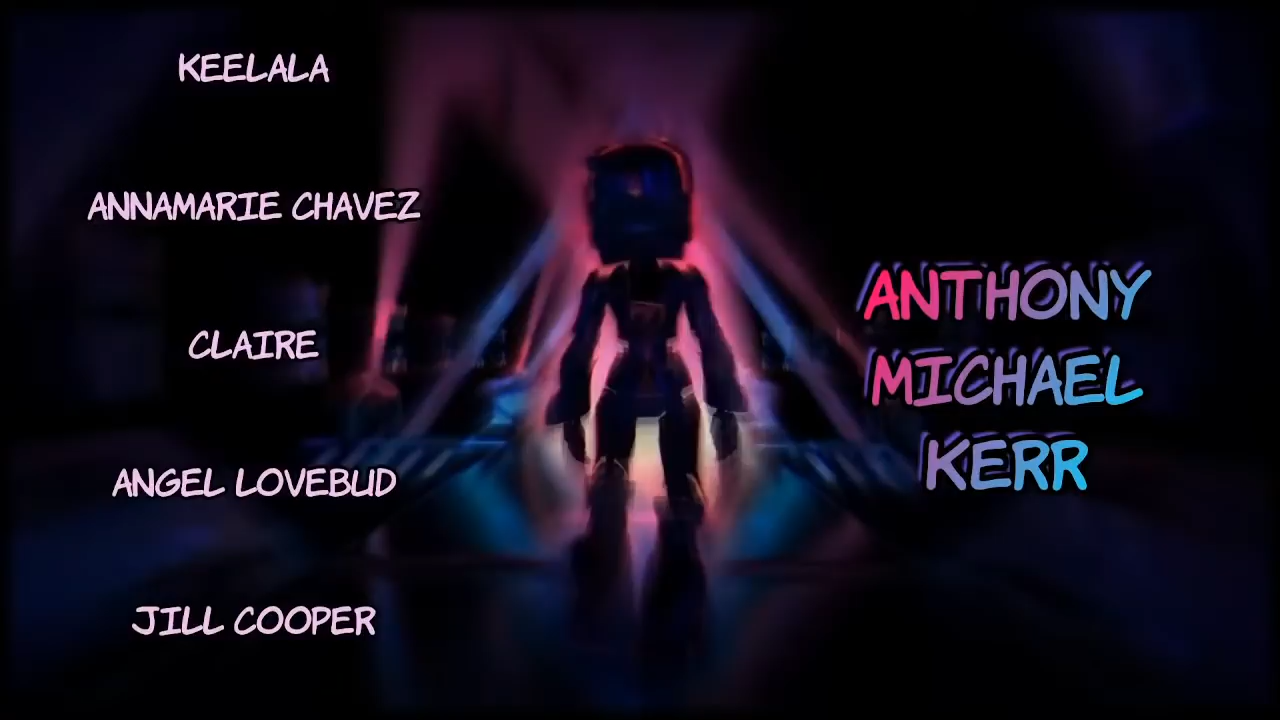 KEELALA
ANNAMARIE CHAVEZ
CLAIRE
ANGEL LOVEBUD
JILL COOPER
ANTHONY
MICHAEL
KERR